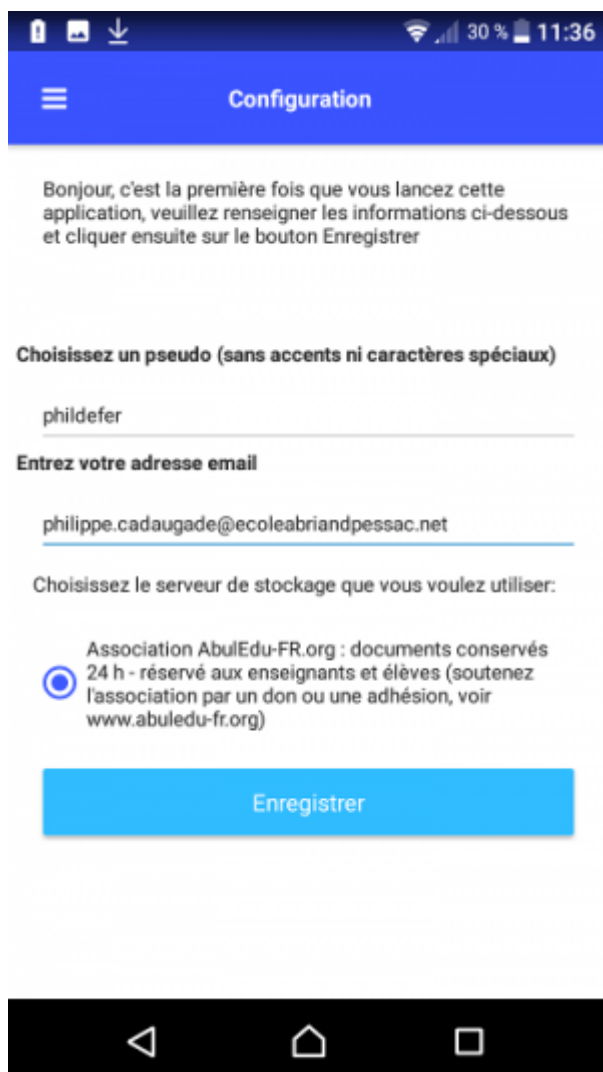 30 % 11:36
Configuration
Bonjour, c'est la première fois que vous lancez cette
application, veuillez renseigner les informations ci-dessous
et cliquer ensuite sur le bouton Enregistrer
Choisissez un pseudo (sans accents ni caractères spéciaux)
phildefer
Entrez votre adresse email
philippe.cadaugade@ecoleabriandpessac.net
Choisissez le serveur de stockage que vous voulez utiliser:
Association AbulEdu-FR.org : documents conservés
24 h - réservé aux enseignants et élèves (soutenez
l'association par un don ou une adhésion, voir
www.abuledu-fr.org)
Enregistrer